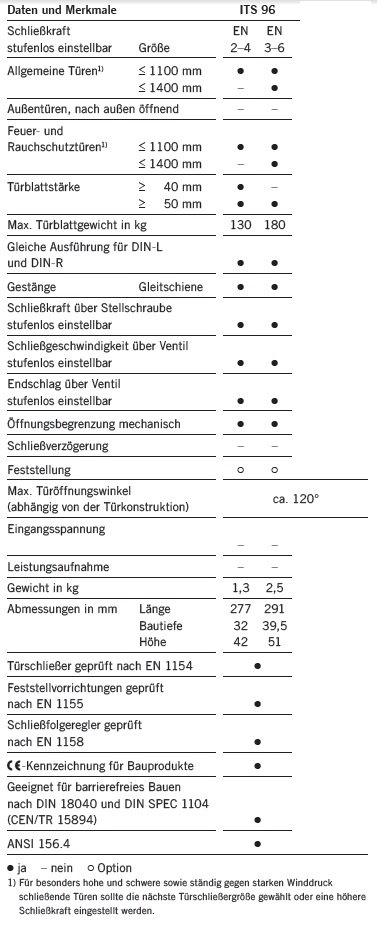 Daten und Merkmale ITS 96
Schließkraft EN EN
stufenlos einstellbar Größe 2–4 3–6
Allgemeine Türen¹⁾ ≤ 1100 mm ● ●
≤ 1400 mm – ●
Außentüren, nach außen öffnend – –
Feuer- und
Rauchschutztüren¹⁾ ≤ 1100 mm ● ●
≤ 1400 mm – ●
Türblattstärke ≥ 40 mm ● –
≥ 50 mm ● ●
Max. Türblattgewicht in kg 130 180
Gleiche Ausführung für DIN-L
und DIN-R ● ●
Gestänge Gleitschiene ● ●
Schließkraft über Stellschraube
stufenlos einstellbar ● ●
Schließgeschwindigkeit über Ventil
stufenlos einstellbar ● ●
Endschlag über Ventil
stufenlos einstellbar ● ●
Öffnungsbegrenzung mechanisch ● ●
Schließverzögerung – –
Feststellung ○ ○
Max. Türöffnungswinkel
(abhängig von der Türkonstruktion) ca. 120°
Eingangsspannung
– –
Leistungsaufnahme – –
Gewicht in kg 1,3 2,5
Abmessungen in mm Länge 277 291
Bautiefe 32 39,5
Höhe 42 51
Türschließer geprüft nach EN 1154 ●
Feststellvorrichtungen geprüft
nach EN 1155 ●
Schließfolgeregler geprüft
nach EN 1158 ●
CE-Kennzeichnung für Bauprodukte ●
Geeignet für barrierefreies Bauen
nach DIN 18040 und DIN SPEC 1104
(CEN/TR 15894) ●
ANSI 156.4 ●
● ja – nein ○ Option
1) Für besonders hohe und schwere sowie ständig gegen starken Winddruck
schließende Türen sollte die nächste Türschließergröße gewählt oder eine höhere
Schließkraft eingestellt werden.